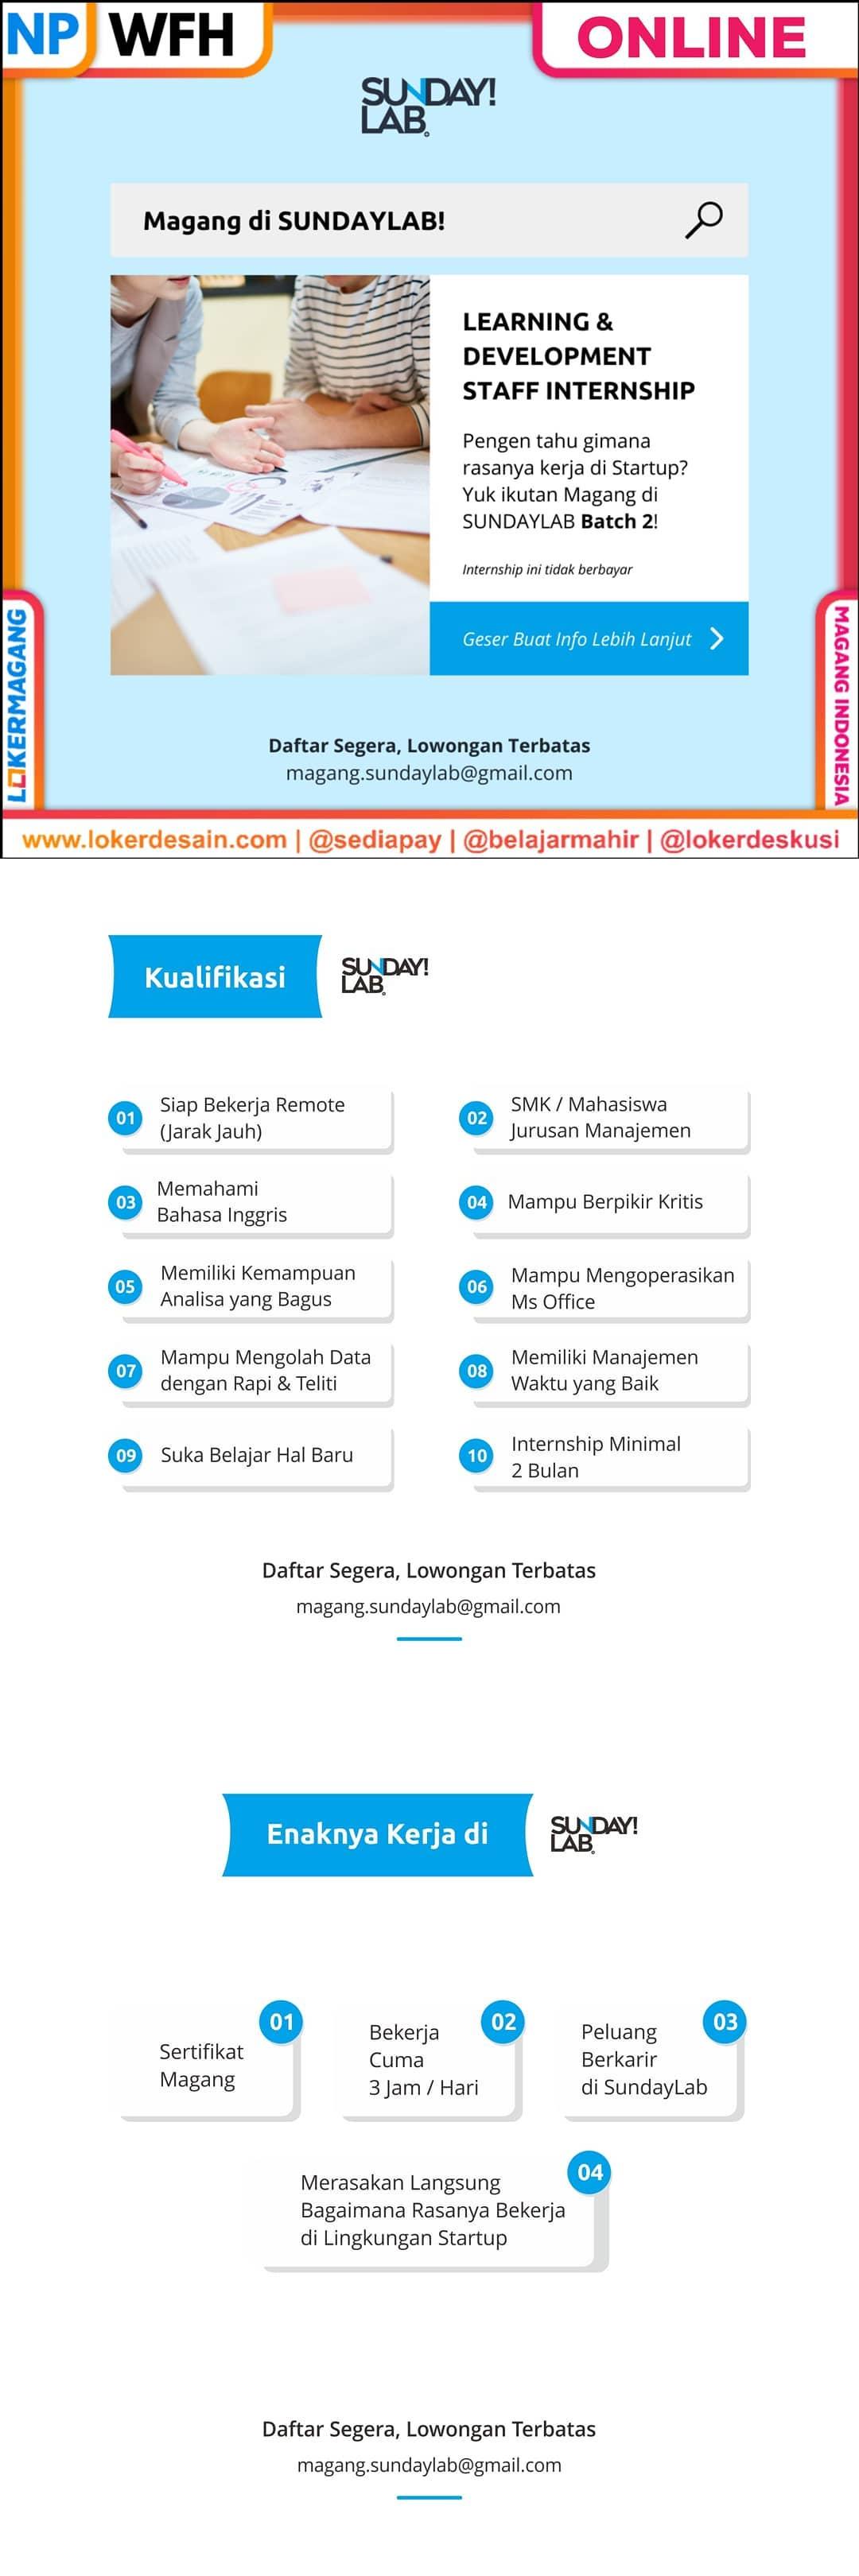 NP WFH ONLINE
SUNDAY!
LAB
Magang di SUNDAYLAB!
LEARNING &
DEVELOPMENT
STAFF INTERNSHIP
Pengen tahu gimana
rasanya kerja di Startup?
Yuk ikutan Magang di
SUNDAYLAB Batch 2!
Internship ini tidak berbayar
Geser Buat Info Lebih Lanjut
LOKERMAGANG
MAGANG INDONESIA
Daftar Segera, Lowongan Terbatas
magang.sundaylab@gmail.com
www.lokerdesain.com | @sediapay | @belajarmahir | @lokerdeskusi
Kualifikasi
SUNDAY!
LAB
01
Siap Bekerja Remote
(Jarak Jauh)
02
SMK / Mahasiswa
Jurusan Manajemen
03
Memahami
Bahasa Inggris
04
Mampu Berpikir Kritis
05
Memiliki Kemampuan
Analisa yang Bagus
06
Mampu Mengoperasikan
Ms Office
07
Mampu Mengolah Data
dengan Rapi & Teliti
08
Memiliki Manajemen
Waktu yang Baik
09
Suka Belajar Hal Baru
10
Internship Minimal
2 Bulan
Daftar Segera, Lowongan Terbatas
magang.sundaylab@gmail.com
Enaknya Kerja di
SUNDAY!
LAB
01
Sertifikat
Magang
02
Bekerja
Cuma
3 Jam / Hari
03
Peluang
Berkarir
di SundayLab
04
Merasakan Langsung
Bagaimana Rasanya Bekerja
di Lingkungan Startup
Daftar Segera, Lowongan Terbatas
magang.sundaylab@gmail.com